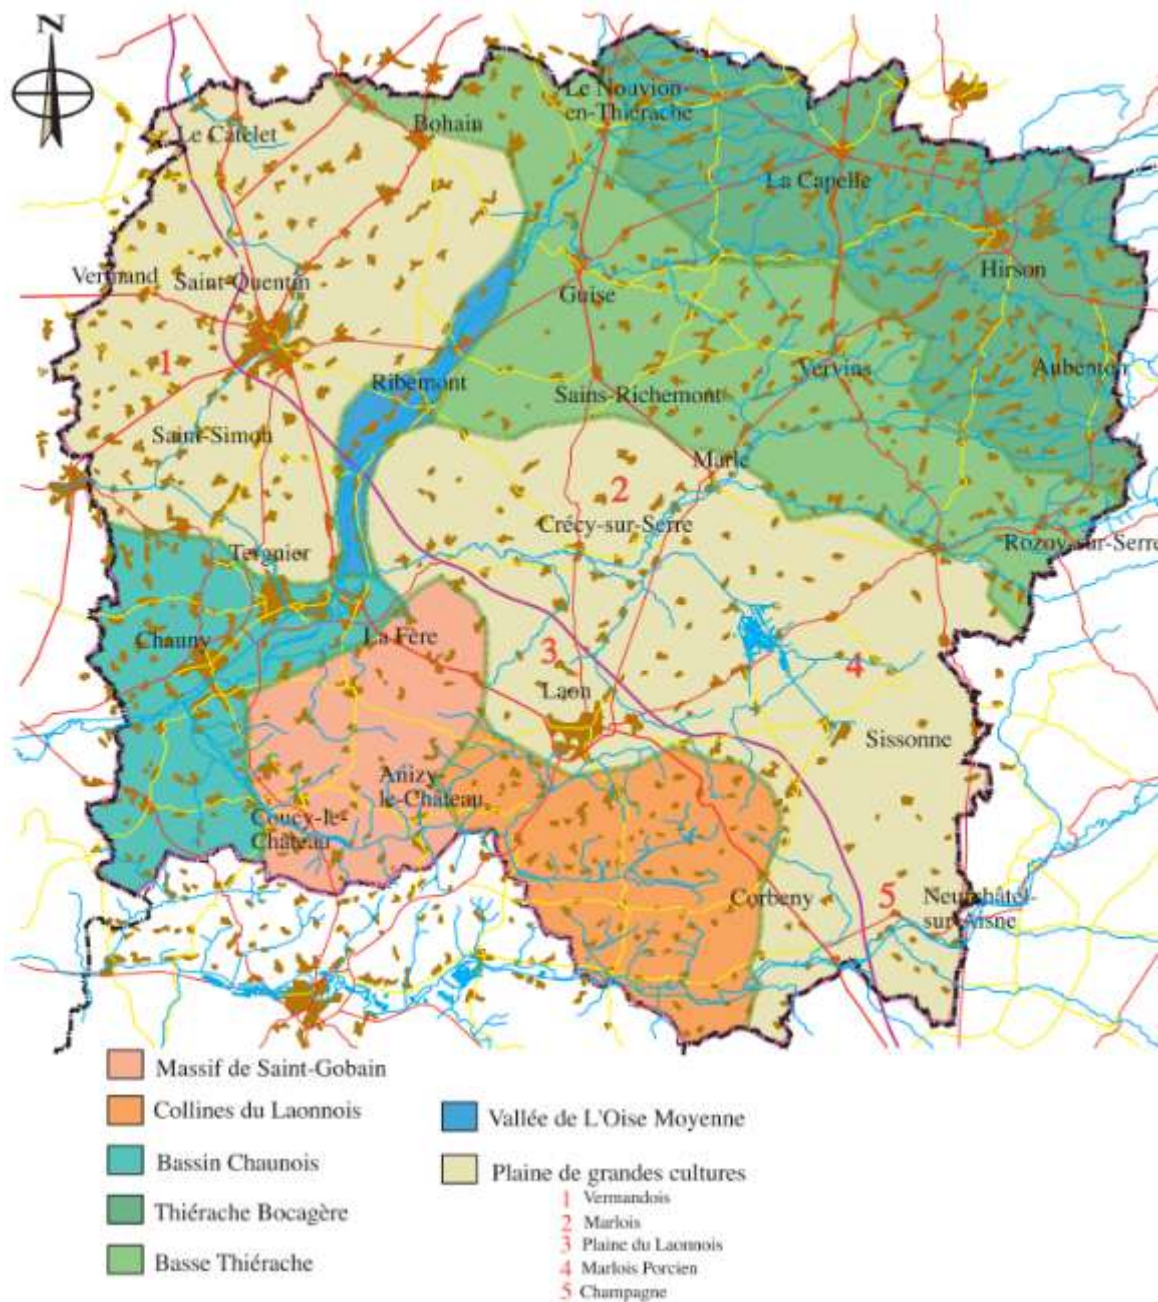 N
Le Nouvion-
en-Thiérache
Le Catelet
Bohain
La Capelle
Hirson
Vermand
Saint-Quentin
Guise
1
Ribemont
Sains-Richemont
Vervins
Aubenton
Saint-Simon
Marle
2
Crécy-sur-Serre
Rozoy-sur-Serre
Tergnier
Chauny
La Fère
3
4
Laon
Sissonne
Anizy-
le-Château
Coucy-le-
Château
Corbeny
5
Neufchâtel-
sur-Aisne
Massif de Saint-Gobain
Collines du Laonnois
Bassin Chaunois
Thiérache Bocagère
Basse Thiérache
Vallée de L'Oise Moyenne
Plaine de grandes cultures
1 Vermandois
2 Marlois
3 Plaine du Laonnois
4 Marlois Porcien
5 Champagne